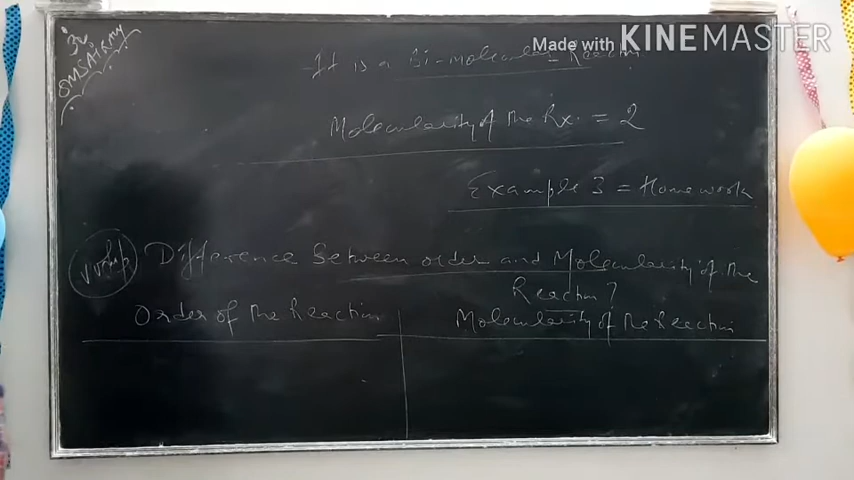 It is a Bi-molecular Reactn
Made with KINEMASTER
Molecularity of the Rx. = 2
Example 3 = Homework
Difference between order and Molecularity of the
Reaction?
Order of the Reaction
Molecularity of the Reaction